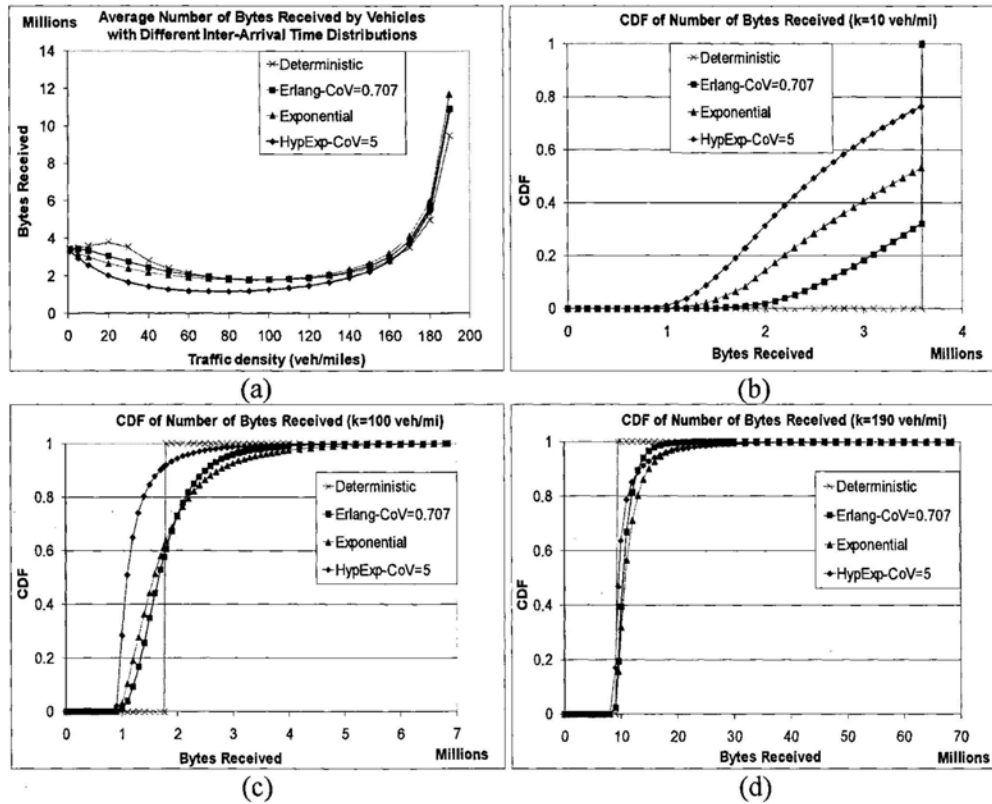 Millions
Average Number of Bytes Received by Vehicles
with Different Inter-Arrival Time Distributions
14
12
10
8
6
4
2
0
Bytes Received
Deterministic
Erlang-CoV=0.707
Exponential
HypExp-CoV=5
0 20 40 60 80 100 120 140 160 180 200
Traffic density (veh/miles)
(a)
CDF of Number of Bytes Received (k=10 veh/mi)
1
0.8
0.6
0.4
0.2
0
CDF
Deterministic
Erlang-CoV=0.707
Exponential
HypExp-CoV=5
0 1 2 3 4
Bytes Received
Millions
(b)
CDF of Number of Bytes Received (k=100 veh/mi)
1
0.8
0.6
0.4
0.2
0
CDF
Deterministic
Erlang-CoV=0.707
Exponential
HypExp-CoV=5
0 1 2 3 4 5 6 7
Bytes Received
Millions
(c)
CDF of Number of Bytes Received (k=190 veh/mi)
1
0.8
0.6
0.4
0.2
0
CDF
Deterministic
Erlang-CoV=0.707
Exponential
HypExp-CoV=5
0 10 20 30 40 50 60 70
Bytes Received
Millions
(d)